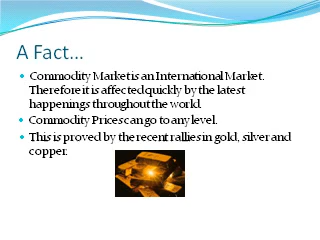 A Fact...
Commodity Market is an International Market.
Therefore it is affected quickly by the latest
happenings throughout the world.
Commodity Prices can go to any level.
This is proved by the recent rallies in gold, silver and
copper.